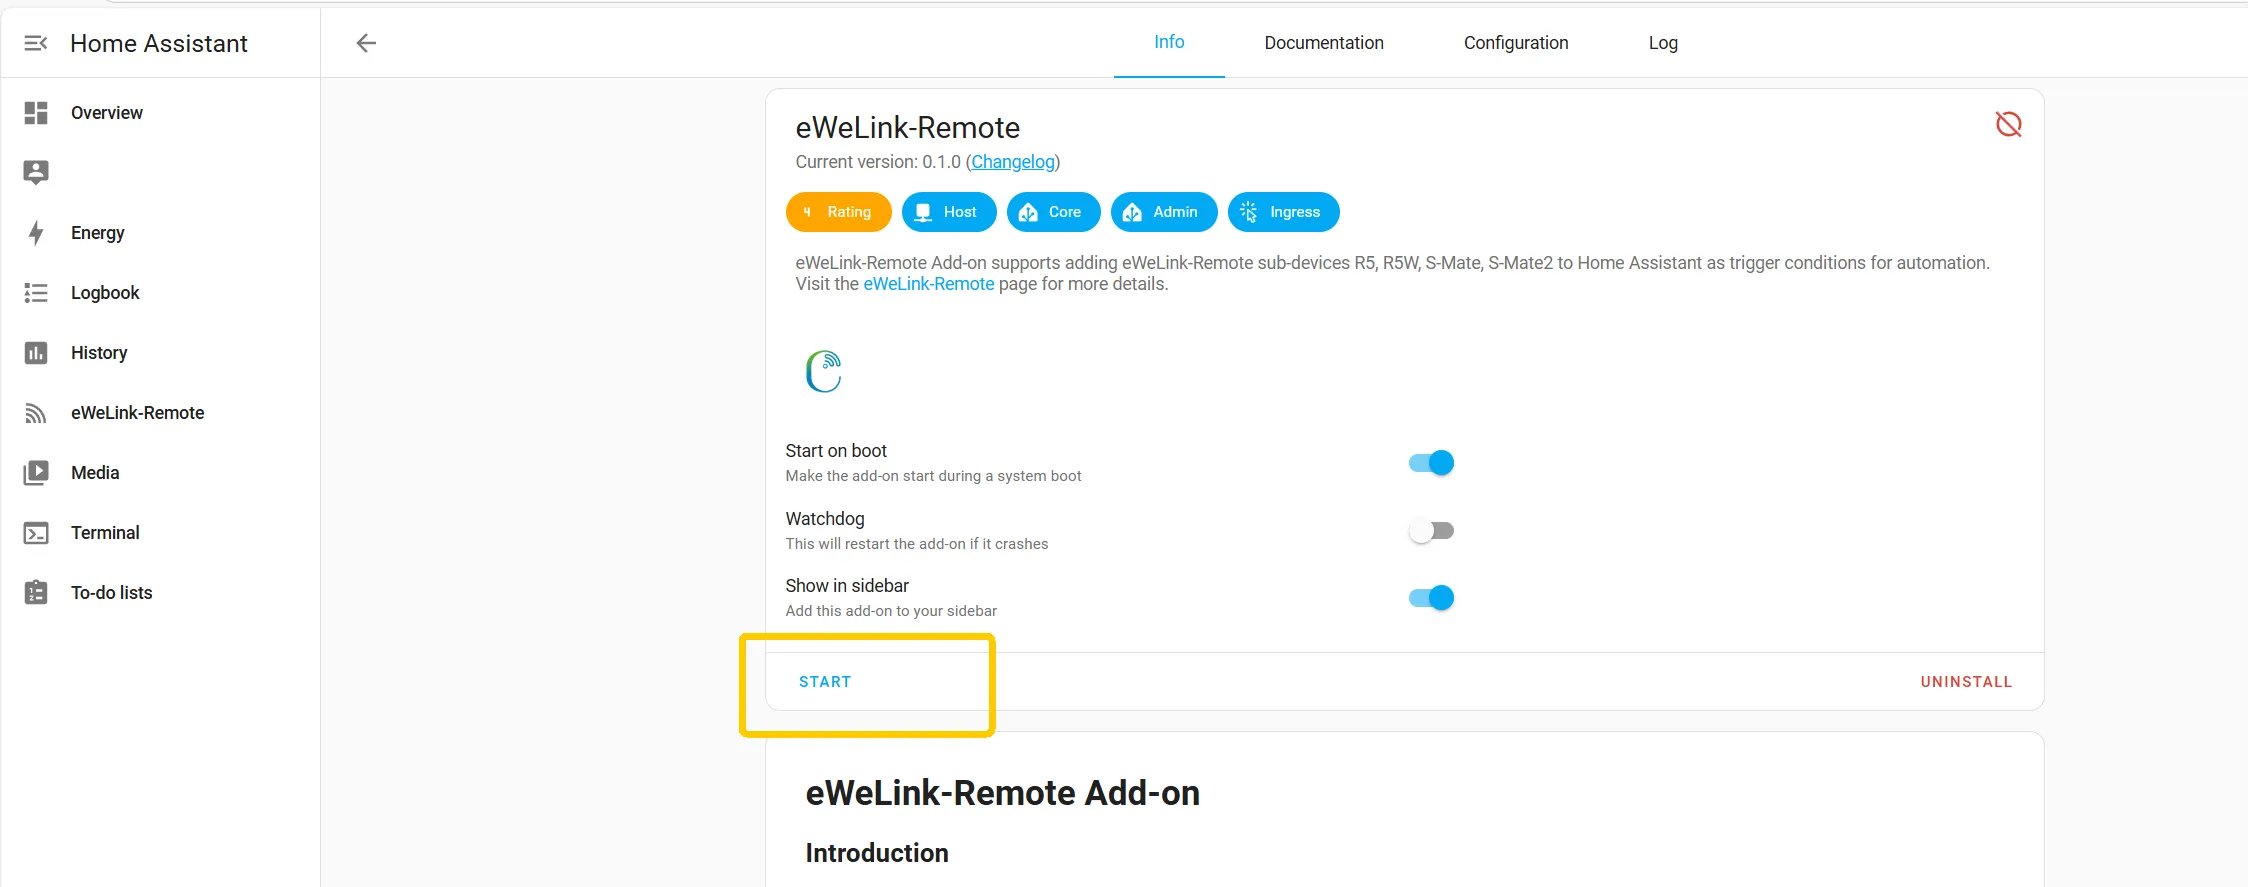 Home Assistant
Info
Documentation
Configuration
Log
Overview
Energy
Logbook
History
eWeLink-Remote
Media
Terminal
To-do lists
eWeLink-Remote
Current version: 0.1.0 (Changelog)
4 Rating
Host
Core
Admin
Ingress
eWeLink-Remote Add-on supports adding eWeLink-Remote sub-devices R5, R5W, S-Mate, S-Mate2 to Home Assistant as trigger conditions for automation.
Visit the eWeLink-Remote page for more details.
Start on boot
Make the add-on start during a system boot
Watchdog
This will restart the add-on if it crashes
Show in sidebar
Add this add-on to your sidebar
START
UNINSTALL
eWeLink-Remote Add-on
Introduction